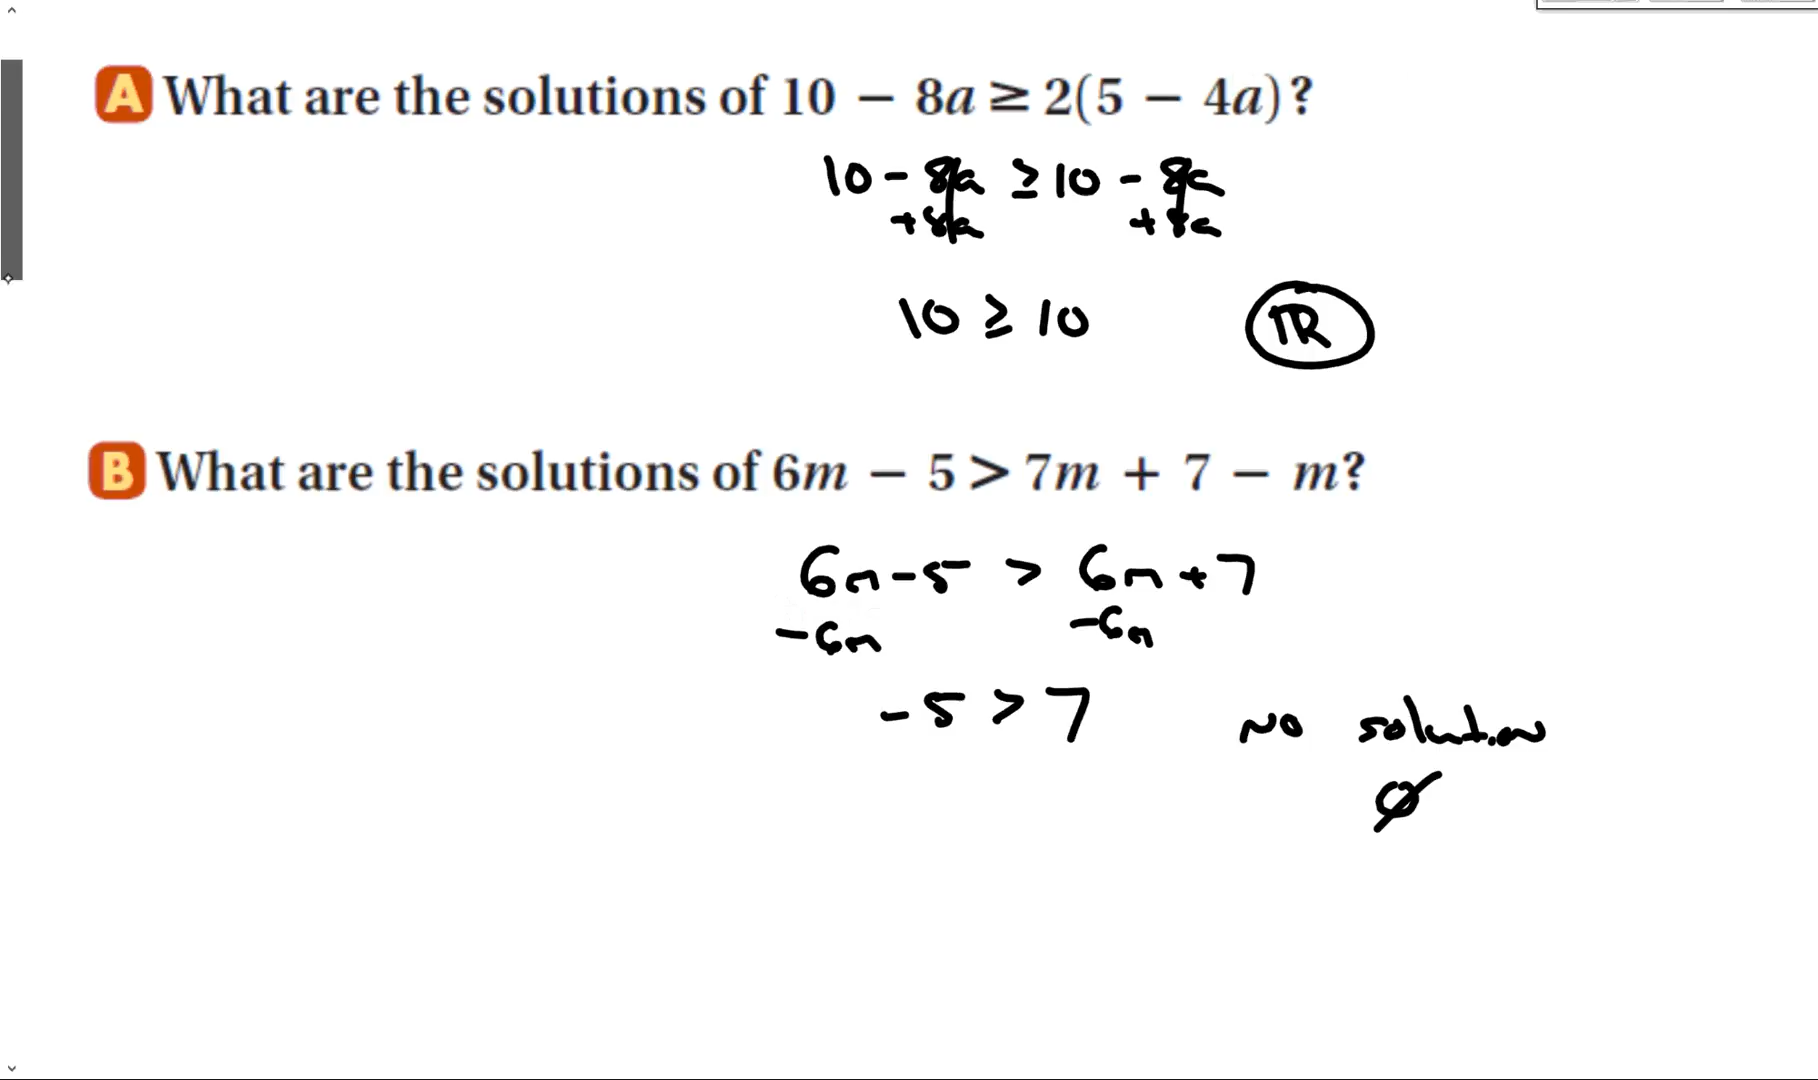 A What are the solutions of 10 − 8a ≥ 2(5 − 4a)?
10 - 8a ≥ 10 - 8a
+8a +8a
10 ≥ 10 ℝ
B What are the solutions of 6m − 5 > 7m + 7 − m?
6m - 5 > 6m + 7
-6m -6m
-5 > 7 NO solution
∅